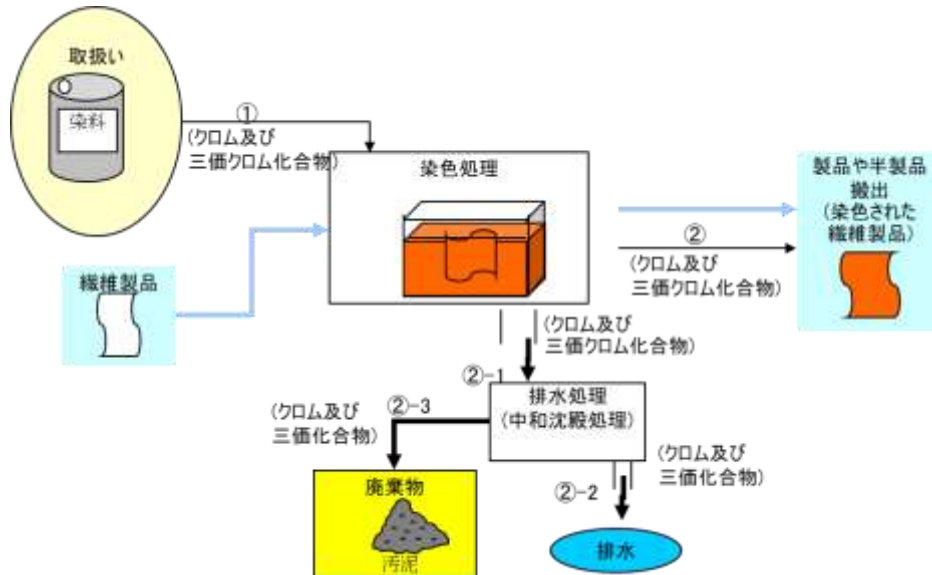 取扱い
染料
①
(クロム及び
三価クロム化合物)
染色処理
繊維製品
製品や半製品
搬出
(染色された
繊維製品)
②
(クロム及び
三価クロム化合物)
(クロム及び
三価クロム化合物)
②-1
排水処理
(中和沈殿処理)
②-3
(クロム及び
三価化合物)
廃棄物
汚泥
(クロム及び
三価化合物)
②-2
排水